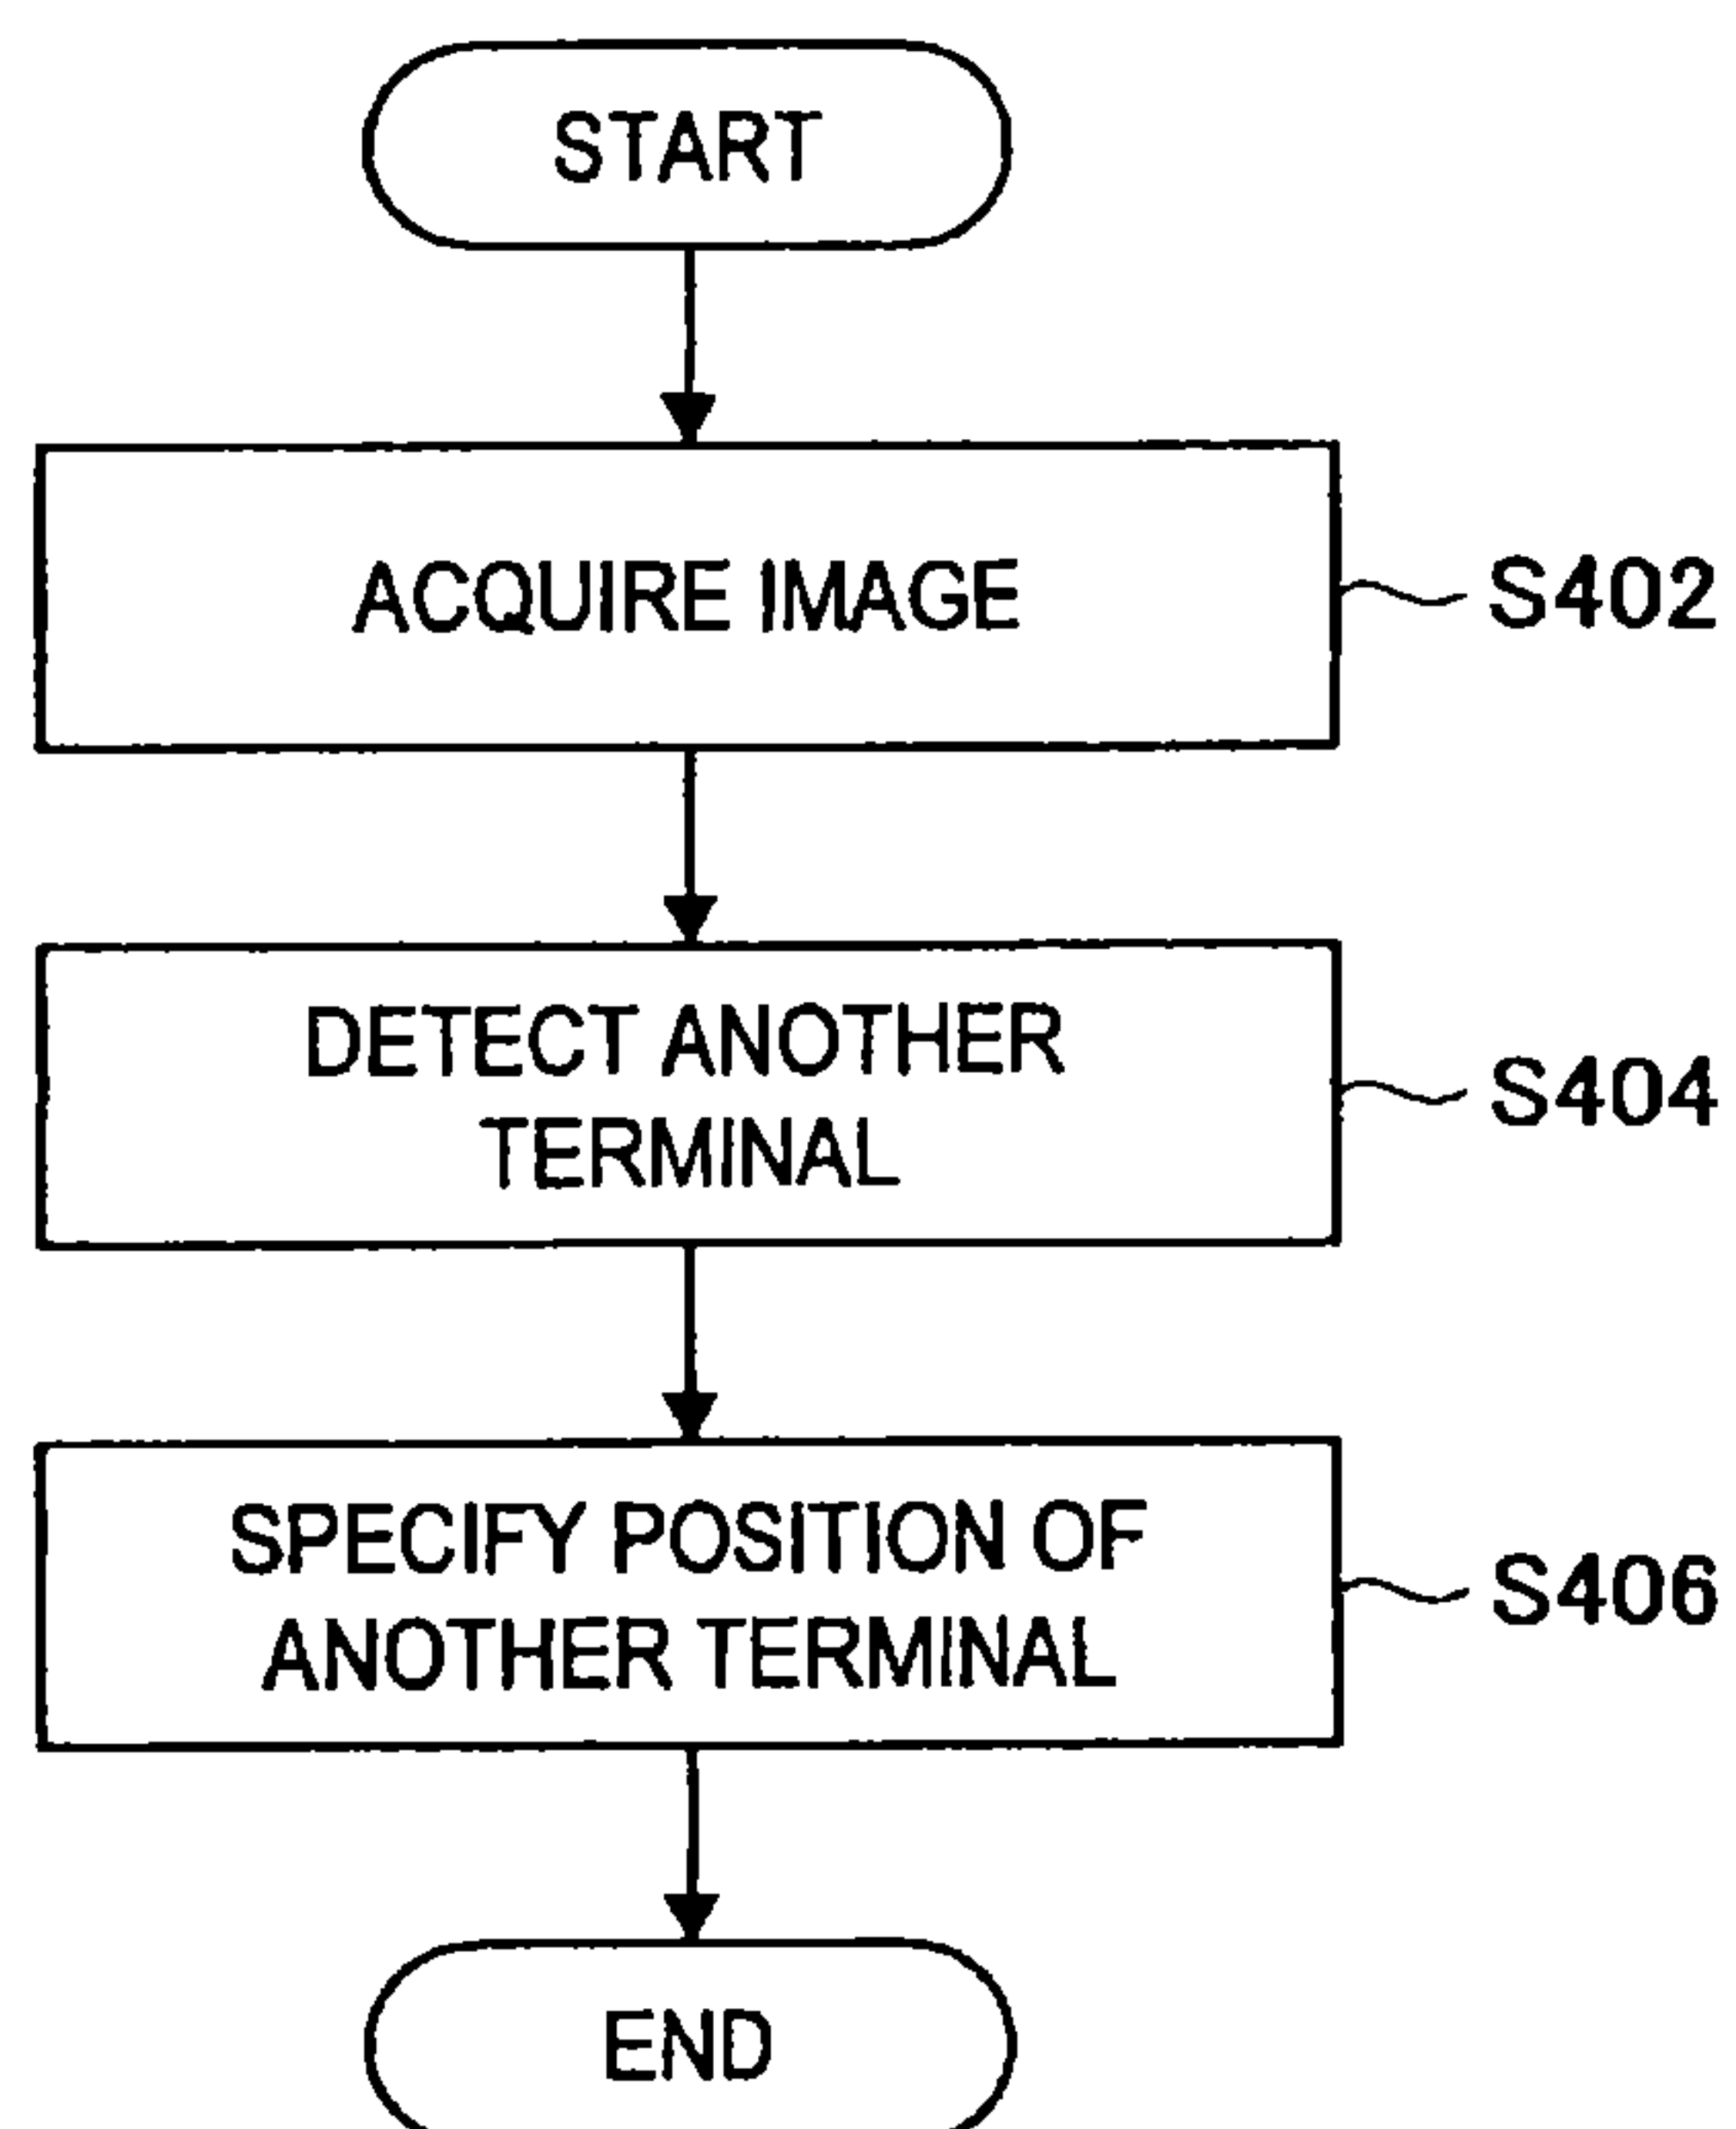 START
ACQUIRE IMAGE
S402
DETECT ANOTHER
TERMINAL
S404
SPECIFY POSITION OF
ANOTHER TERMINAL
S406
END